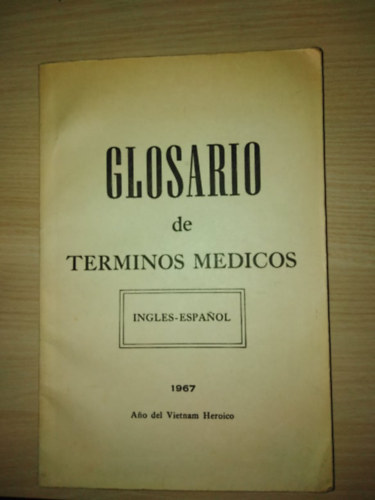 GLOSARIO
de
TERMINOS MEDICOS
INGLES-ESPAÑOL
1967
Año del Vietnam Heroico